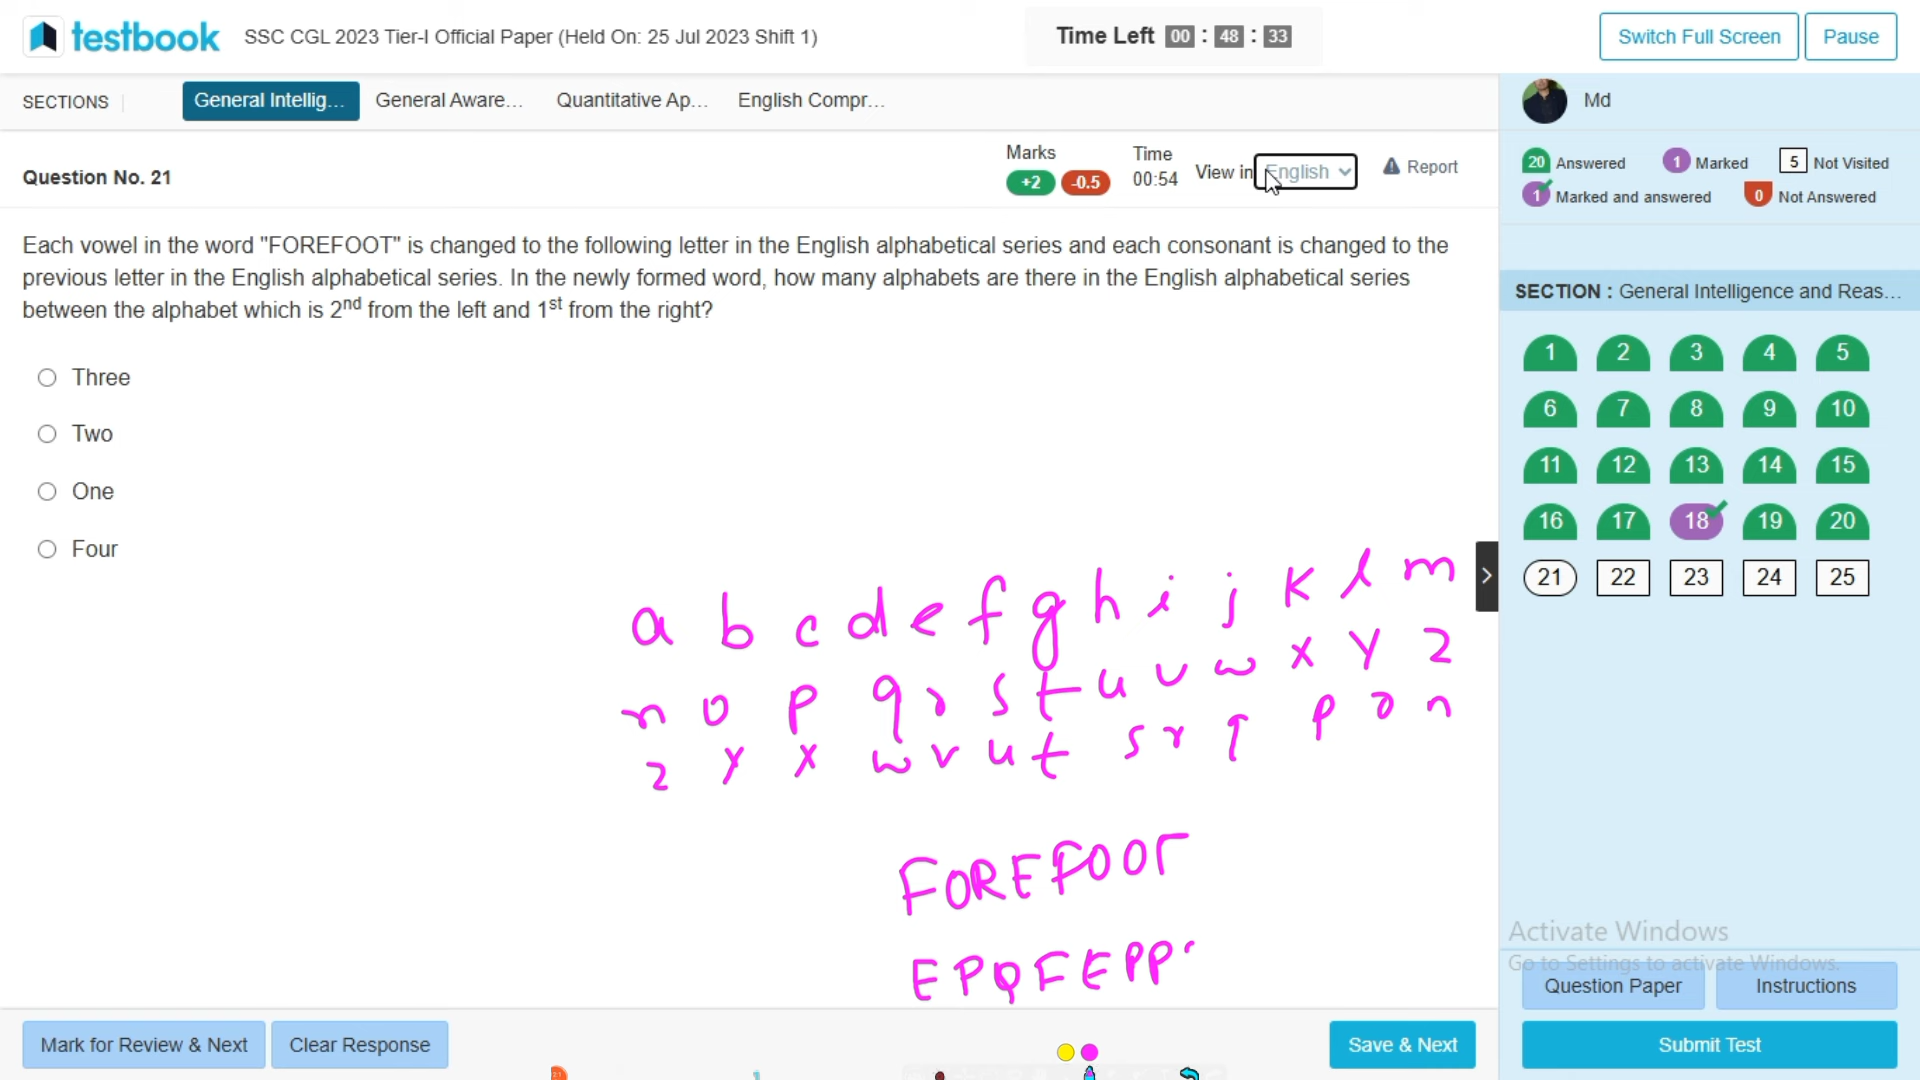 testbook SSC CGL 2023 Tier-I Official Paper (Held On: 25 Jul 2023 Shift 1) Time Left 00 : 48 : 33 Switch Full Screen Pause
SECTIONS General Intellig... General Aware... Quantitative Ap... English Compr... Md
Question No. 21 Marks +2 -0.5 Time 00:54 View in English Report
20 Answered 1 Marked 5 Not Visited
1 Marked and answered 0 Not Answered
Each vowel in the word "FOREFOOT" is changed to the following letter in the English alphabetical series and each consonant is changed to the
previous letter in the English alphabetical series. In the newly formed word, how many alphabets are there in the English alphabetical series
between the alphabet which is 2nd from the left and 1st from the right?
Three
Two
One
Four
SECTION : General Intelligence and Reas...
1 2 3 4 5
6 7 8 9 10
11 12 13 14 15
16 17 18 19 20
21 22 23 24 25
a b c d e f g h i j k l m
n o p q r s t u v w x y z
z y x w v u t s r q p o n
FOREFOOT
EPQFEPP
Activate Windows
Go to Settings to activate Windows.
Question Paper Instructions
Mark for Review & Next Clear Response Save & Next Submit Test